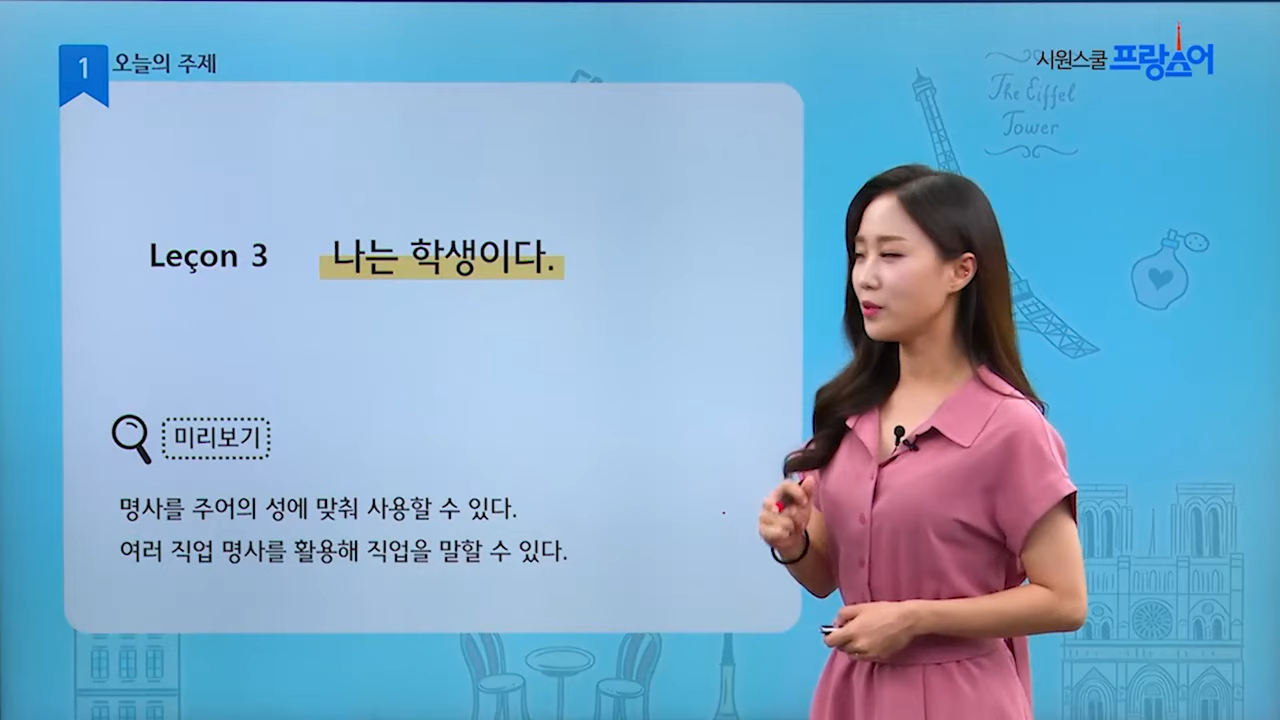 1 오늘의 주제
시원스쿨 프랑스어
The Eiffel
Tower
Leçon 3 나는 학생이다.
미리보기
명사를 주어의 성에 맞춰 사용할 수 있다.
여러 직업 명사를 활용해 직업을 말할 수 있다.